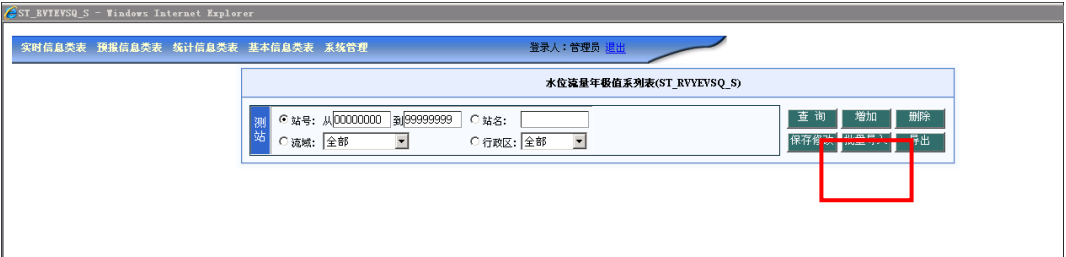 ST_RVYEVSQ_S - Windows Internet Explorer
实时信息类表 预报信息类表 统计信息类表 基本信息类表 系统管理 登录人：管理员 退出
水位流量年极值系列表(ST_RVYEVSQ_S)
测站
站号： 从 00000000 到 99999999 站名：
查 询 增加 删除
流域： 全部 行政区： 全部
保存修改 批量导入 导出